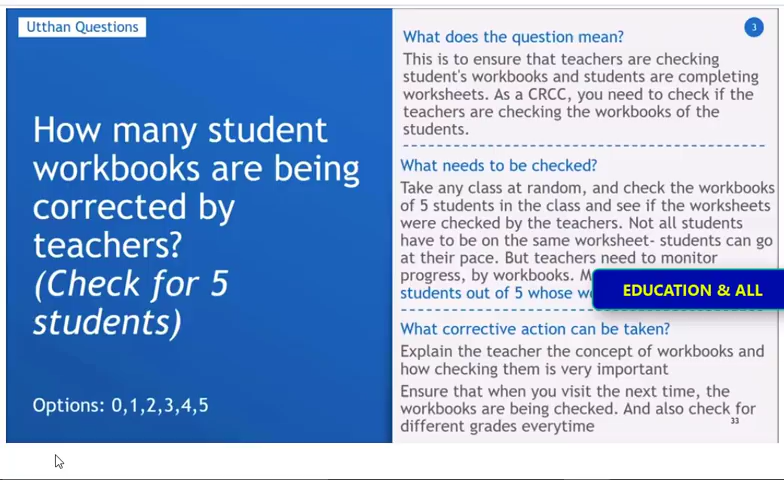 Utthan Questions
How many student
workbooks are being
corrected by
teachers?
(Check for 5
students)
Options: 0,1,2,3,4,5
3
What does the question mean?
This is to ensure that teachers are checking
student's workbooks and students are completing
worksheets. As a CRCC, you need to check if the
teachers are checking the workbooks of the
students.
What needs to be checked?
Take any class at random, and check the workbooks
of 5 students in the class and see if the worksheets
were checked by the teachers. Not all students
have to be on the same worksheet- students can go
at their pace. But teachers need to monitor
progress, by workbooks.
students out of 5 whose
EDUCATION & ALL
What corrective action can be taken?
Explain the teacher the concept of workbooks and
how checking them is very important
Ensure that when you visit the next time, the
workbooks are being checked. And also check for
different grades everytime
33